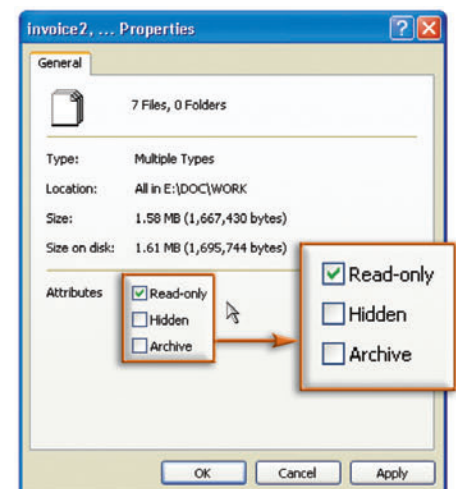 invoice2, ... Properties
General
7 Files, 0 Folders
Type: Multiple Types
Location: All in E:\DOC\WORK
Size: 1.58 MB (1,667,430 bytes)
Size on disk: 1.61 MB (1,695,744 bytes)
Attributes Read-only
Hidden
Archive
Read-only
Hidden
Archive
OK Cancel Apply